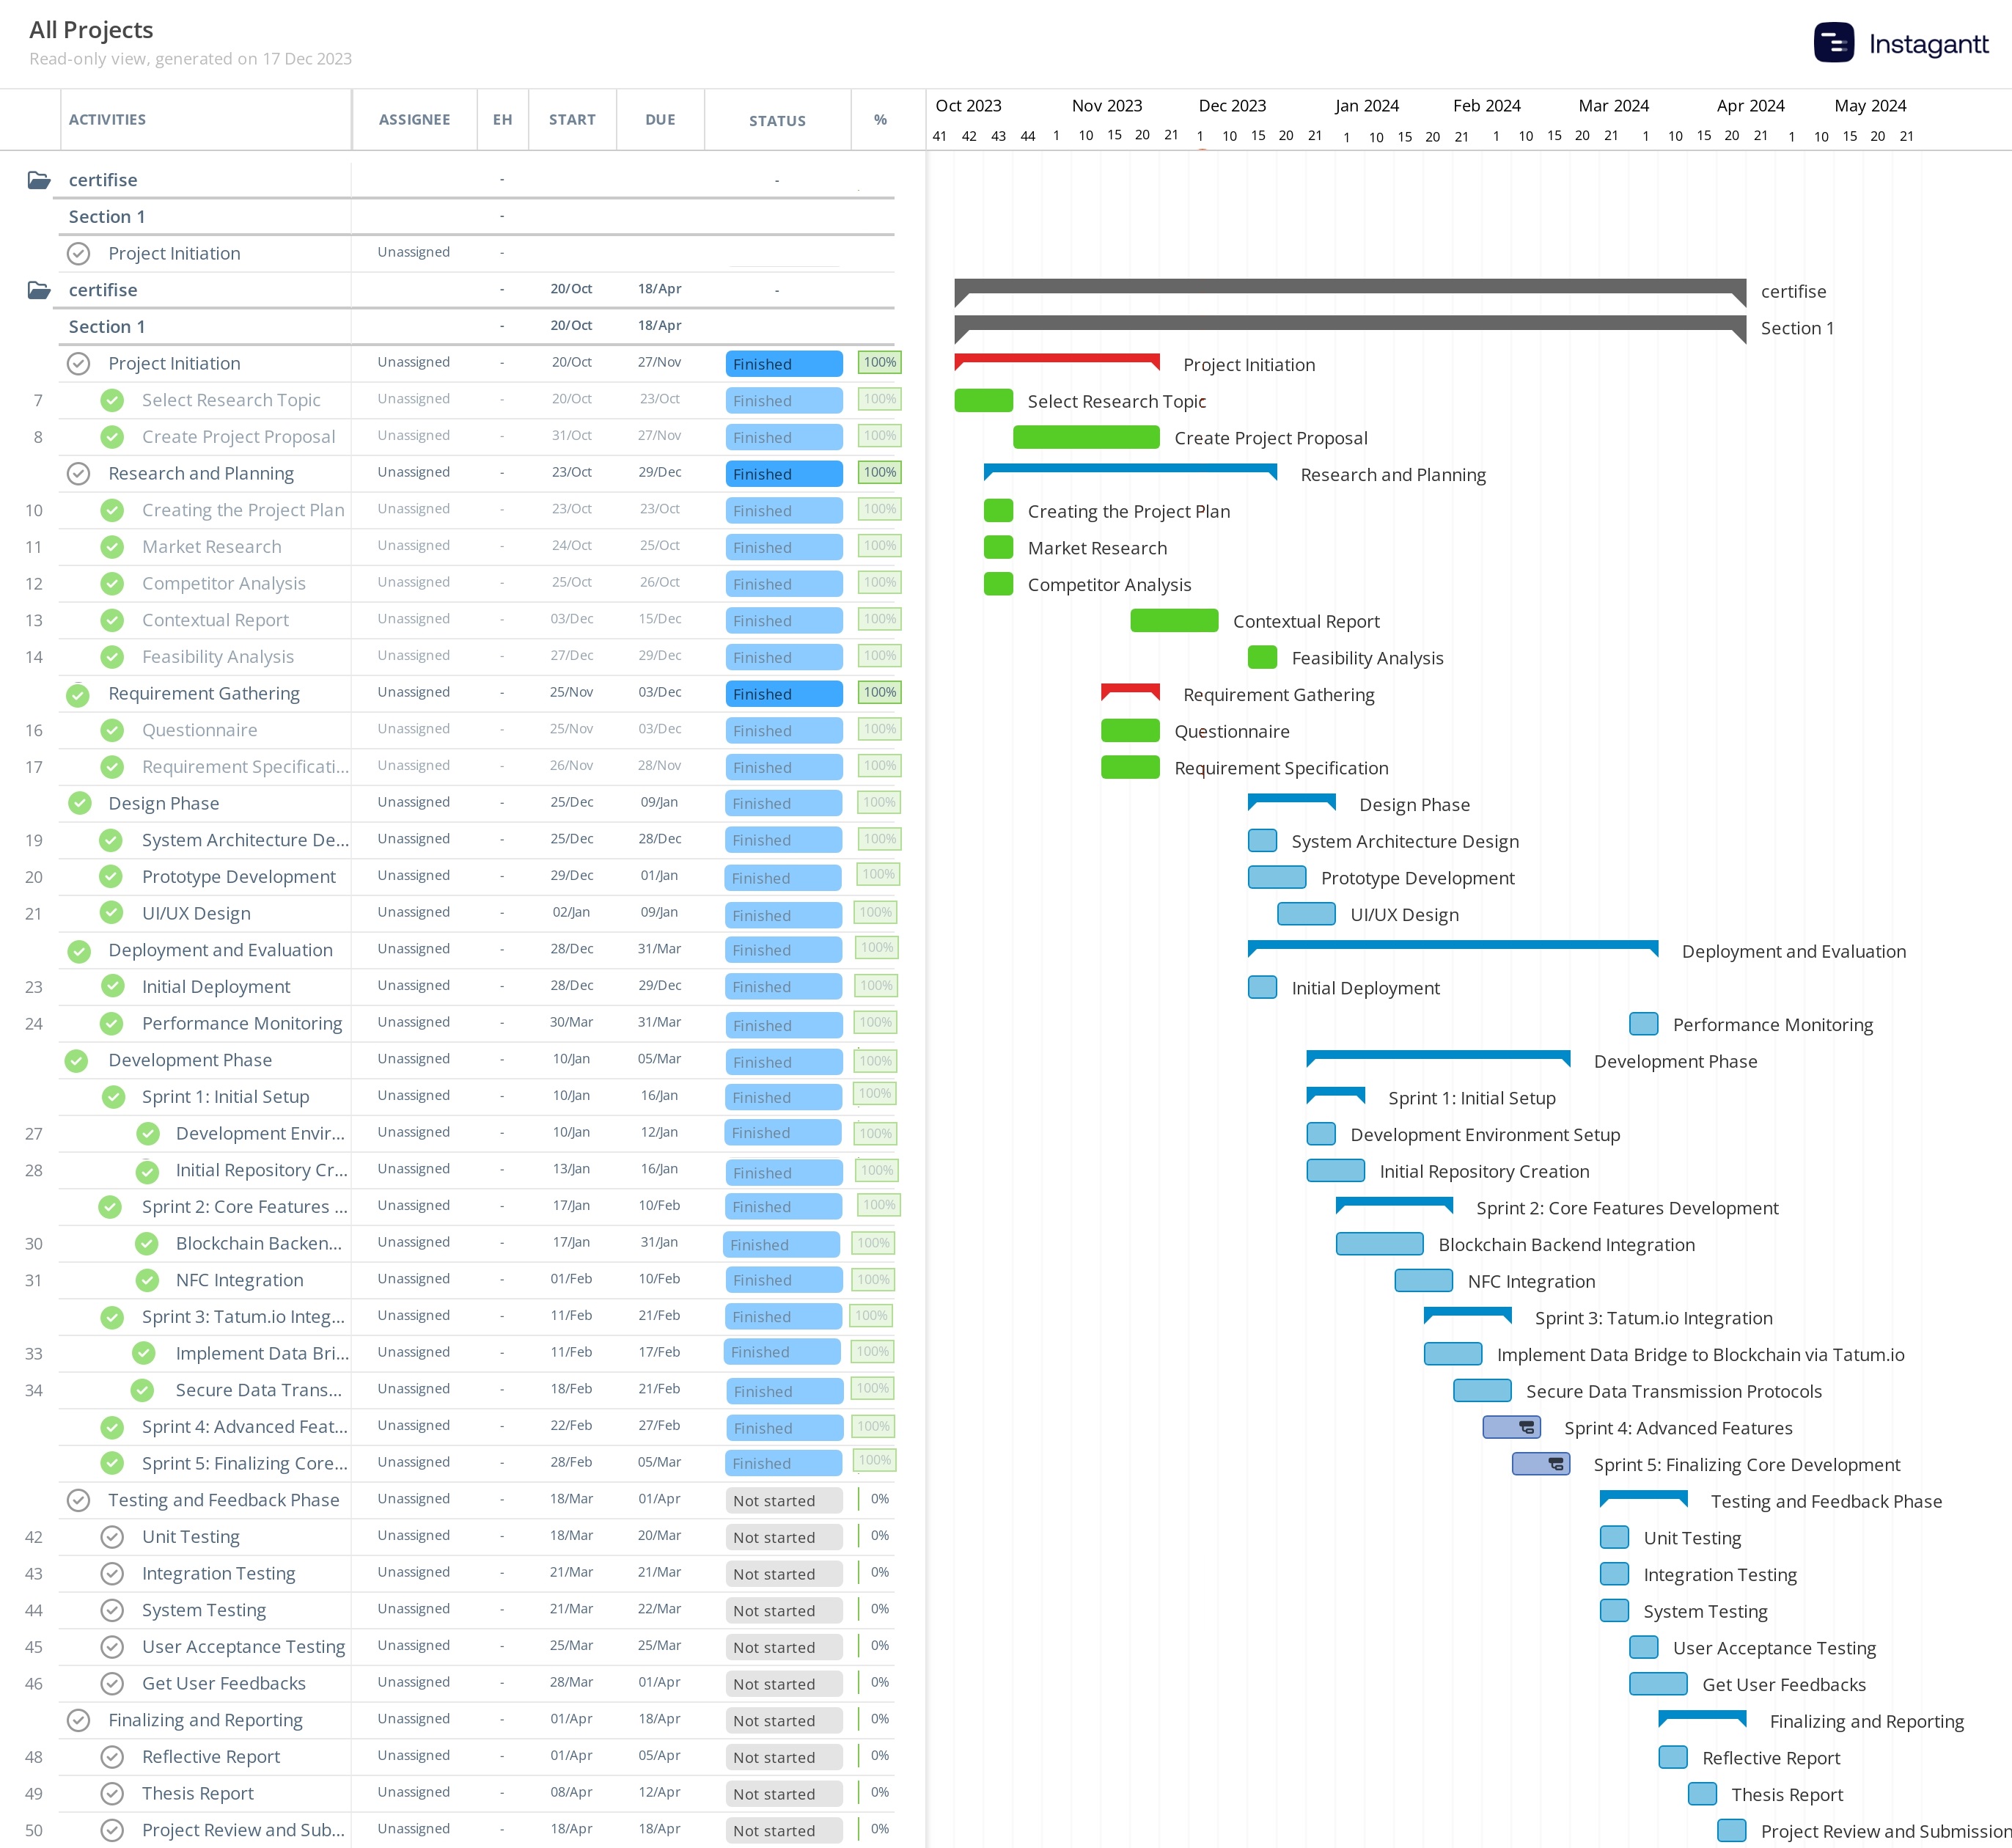 All Projects
Read-only view, generated on 17 Dec 2023
Instagantt
ACTIVITIES ASSIGNEE EH START DUE STATUS %
Oct 2023 Nov 2023 Dec 2023 Jan 2024 Feb 2024 Mar 2024 Apr 2024 May 2024
41 42 43 44 1 10 15 20 21 1 10 15 20 21 1 10 15 20 21 1 10 15 20 21 1 10 15 20 21 1 10 15 20 21
certifise - -
Section 1 -
Project Initiation Unassigned -
certifise - 20/Oct 18/Apr - certifise
Section 1 - 20/Oct 18/Apr Section 1
Project Initiation Unassigned - 20/Oct 27/Nov Finished 100% Project Initiation
7 Select Research Topic Unassigned - 20/Oct 23/Oct Finished 100% Select Research Topic
8 Create Project Proposal Unassigned - 31/Oct 27/Nov Finished 100% Create Project Proposal
Research and Planning Unassigned - 23/Oct 29/Dec Finished 100% Research and Planning
10 Creating the Project Plan Unassigned - 23/Oct 23/Oct Finished 100% Creating the Project Plan
11 Market Research Unassigned - 24/Oct 25/Oct Finished 100% Market Research
12 Competitor Analysis Unassigned - 25/Oct 26/Oct Finished 100% Competitor Analysis
13 Contextual Report Unassigned - 03/Dec 15/Dec Finished 100% Contextual Report
14 Feasibility Analysis Unassigned - 27/Dec 29/Dec Finished 100% Feasibility Analysis
Requirement Gathering Unassigned - 25/Nov 03/Dec Finished 100% Requirement Gathering
16 Questionnaire Unassigned - 25/Nov 03/Dec Finished 100% Questionnaire
17 Requirement Specificati... Unassigned - 26/Nov 28/Nov Finished 100% Requirement Specification
Design Phase Unassigned - 25/Dec 09/Jan Finished 100% Design Phase
19 System Architecture De... Unassigned - 25/Dec 28/Dec Finished 100% System Architecture Design
20 Prototype Development Unassigned - 29/Dec 01/Jan Finished 100% Prototype Development
21 UI/UX Design Unassigned - 02/Jan 09/Jan Finished 100% UI/UX Design
Deployment and Evaluation Unassigned - 28/Dec 31/Mar Finished 100% Deployment and Evaluation
23 Initial Deployment Unassigned - 28/Dec 29/Dec Finished 100% Initial Deployment
24 Performance Monitoring Unassigned - 30/Mar 31/Mar Finished 100% Performance Monitoring
Development Phase Unassigned - 10/Jan 05/Mar Finished 100% Development Phase
Sprint 1: Initial Setup Unassigned - 10/Jan 16/Jan Finished 100% Sprint 1: Initial Setup
27 Development Envir... Unassigned - 10/Jan 12/Jan Finished 100% Development Environment Setup
28 Initial Repository Cr... Unassigned - 13/Jan 16/Jan Finished 100% Initial Repository Creation
Sprint 2: Core Features ... Unassigned - 17/Jan 10/Feb Finished 100% Sprint 2: Core Features Development
30 Blockchain Backen... Unassigned - 17/Jan 31/Jan Finished 100% Blockchain Backend Integration
31 NFC Integration Unassigned - 01/Feb 10/Feb Finished 100% NFC Integration
Sprint 3: Tatum.io Integ... Unassigned - 11/Feb 21/Feb Finished 100% Sprint 3: Tatum.io Integration
33 Implement Data Bri... Unassigned - 11/Feb 17/Feb Finished 100% Implement Data Bridge to Blockchain via Tatum.io
34 Secure Data Trans... Unassigned - 18/Feb 21/Feb Finished 100% Secure Data Transmission Protocols
Sprint 4: Advanced Feat... Unassigned - 22/Feb 27/Feb Finished 100% Sprint 4: Advanced Features
Sprint 5: Finalizing Core... Unassigned - 28/Feb 05/Mar Finished 100% Sprint 5: Finalizing Core Development
Testing and Feedback Phase Unassigned - 18/Mar 01/Apr Not started 0% Testing and Feedback Phase
42 Unit Testing Unassigned - 18/Mar 20/Mar Not started 0% Unit Testing
43 Integration Testing Unassigned - 21/Mar 21/Mar Not started 0% Integration Testing
44 System Testing Unassigned - 21/Mar 22/Mar Not started 0% System Testing
45 User Acceptance Testing Unassigned - 25/Mar 25/Mar Not started 0% User Acceptance Testing
46 Get User Feedbacks Unassigned - 28/Mar 01/Apr Not started 0% Get User Feedbacks
Finalizing and Reporting Unassigned - 01/Apr 18/Apr Not started 0% Finalizing and Reporting
48 Reflective Report Unassigned - 01/Apr 05/Apr Not started 0% Reflective Report
49 Thesis Report Unassigned - 08/Apr 12/Apr Not started 0% Thesis Report
50 Project Review and Sub... Unassigned - 18/Apr 18/Apr Not started 0% Project Review and Submission